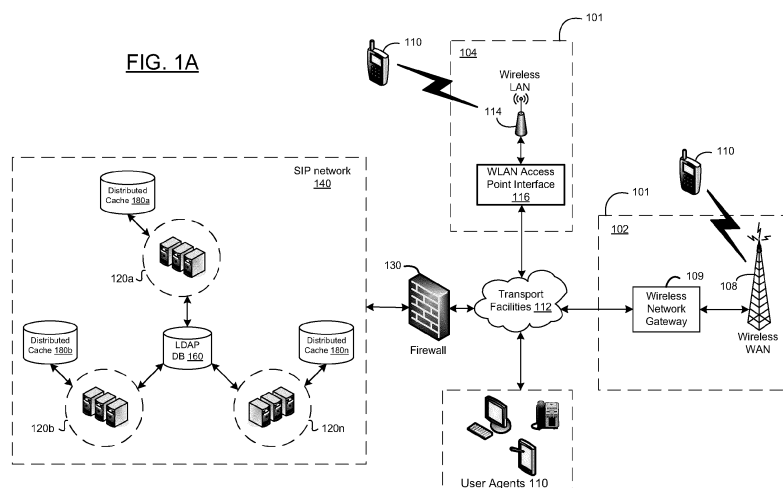 FIG. 1A
110
101
104
Wireless
LAN
114
WLAN Access
Point Interface
116
SIP network
140
Distributed
Cache 180a
120a
LDAP
DB 160
Distributed
Cache 180b
Distributed
Cache 180n
120b
120n
130
Firewall
Transport
Facilities 112
110
101
102
109
Wireless
Network
Gateway
108
Wireless
WAN
User Agents 110